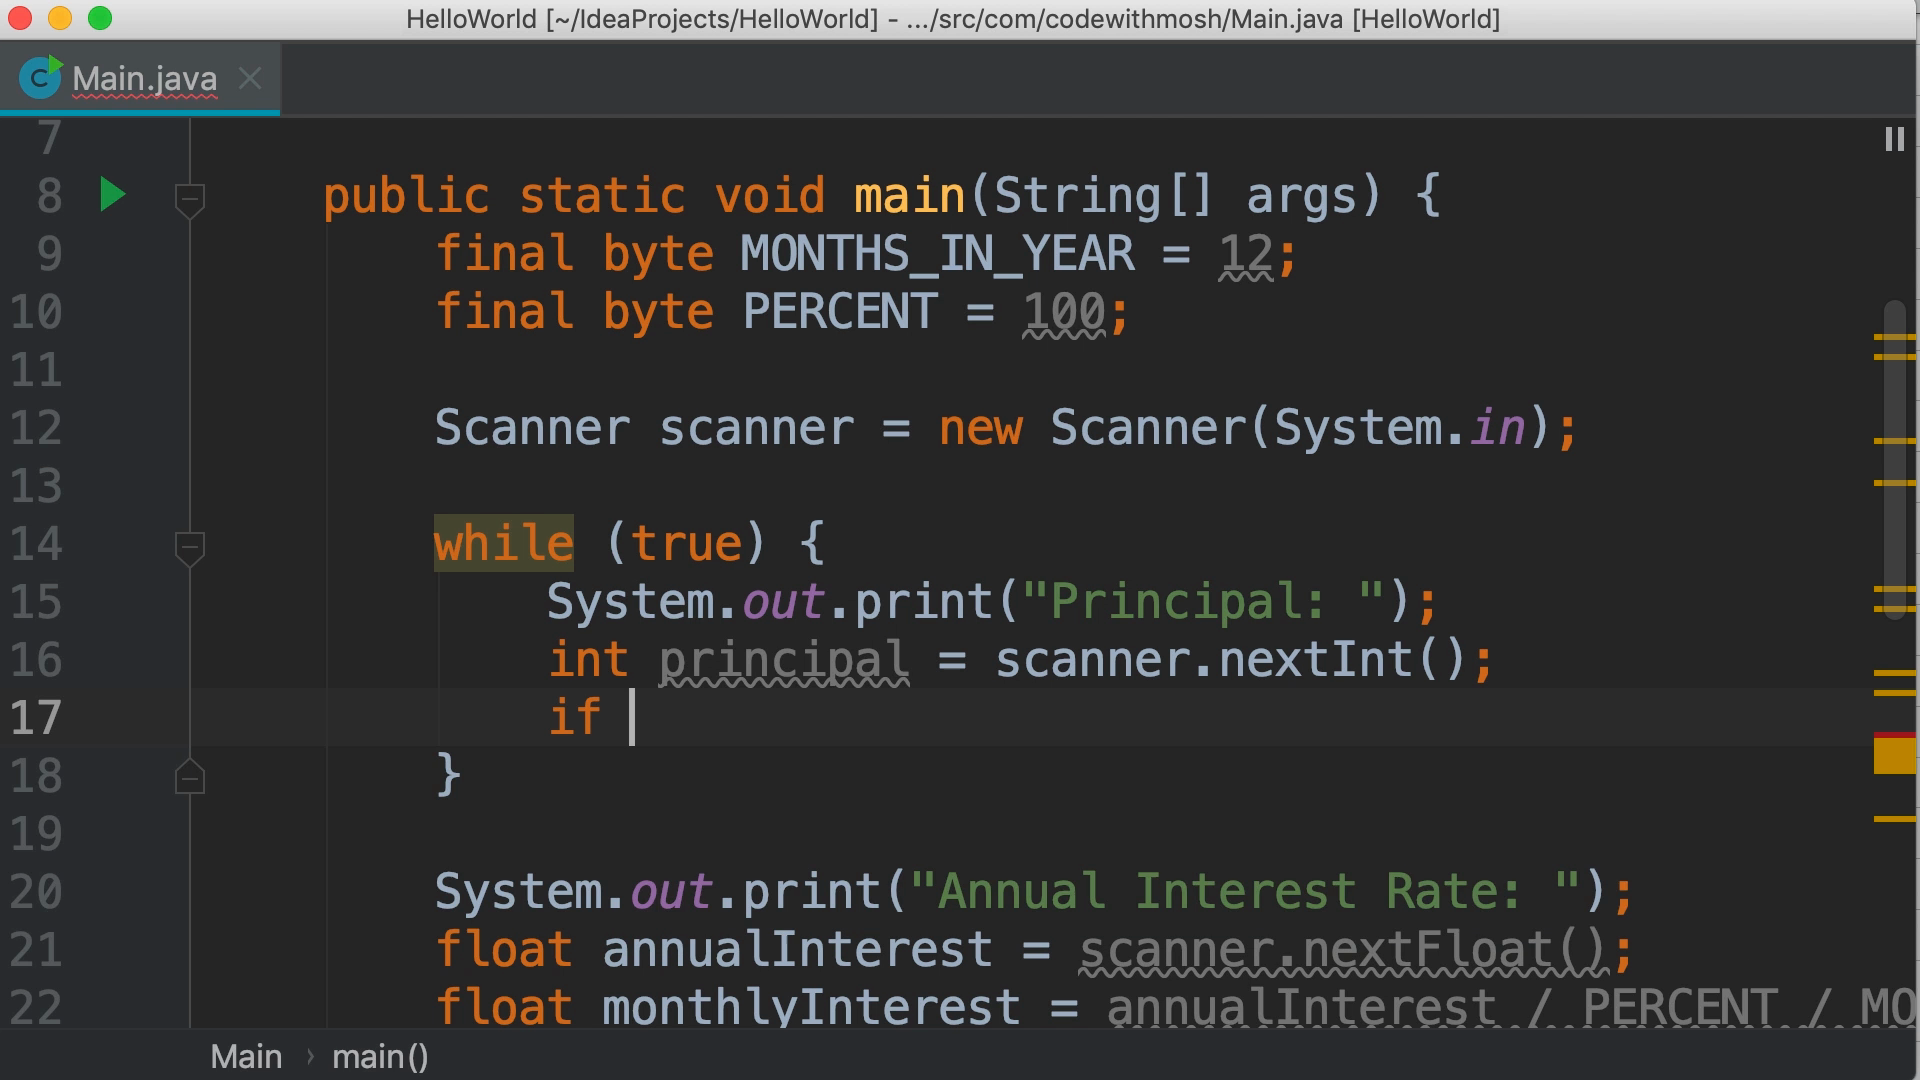 HelloWorld [~/IdeaProjects/HelloWorld] - .../src/com/codewithmosh/Main.java [HelloWorld]
Main.java
7
8 public static void main(String[] args) {
9 final byte MONTHS_IN_YEAR = 12;
10 final byte PERCENT = 100;
11
12 Scanner scanner = new Scanner(System.in);
13
14 while (true) {
15 System.out.print("Principal: ");
16 int principal = scanner.nextInt();
17 if
18 }
19
20 System.out.print("Annual Interest Rate: ");
21 float annualInterest = scanner.nextFloat();
22 float monthlyInterest = annualInterest / PERCENT / MO
Main › main()